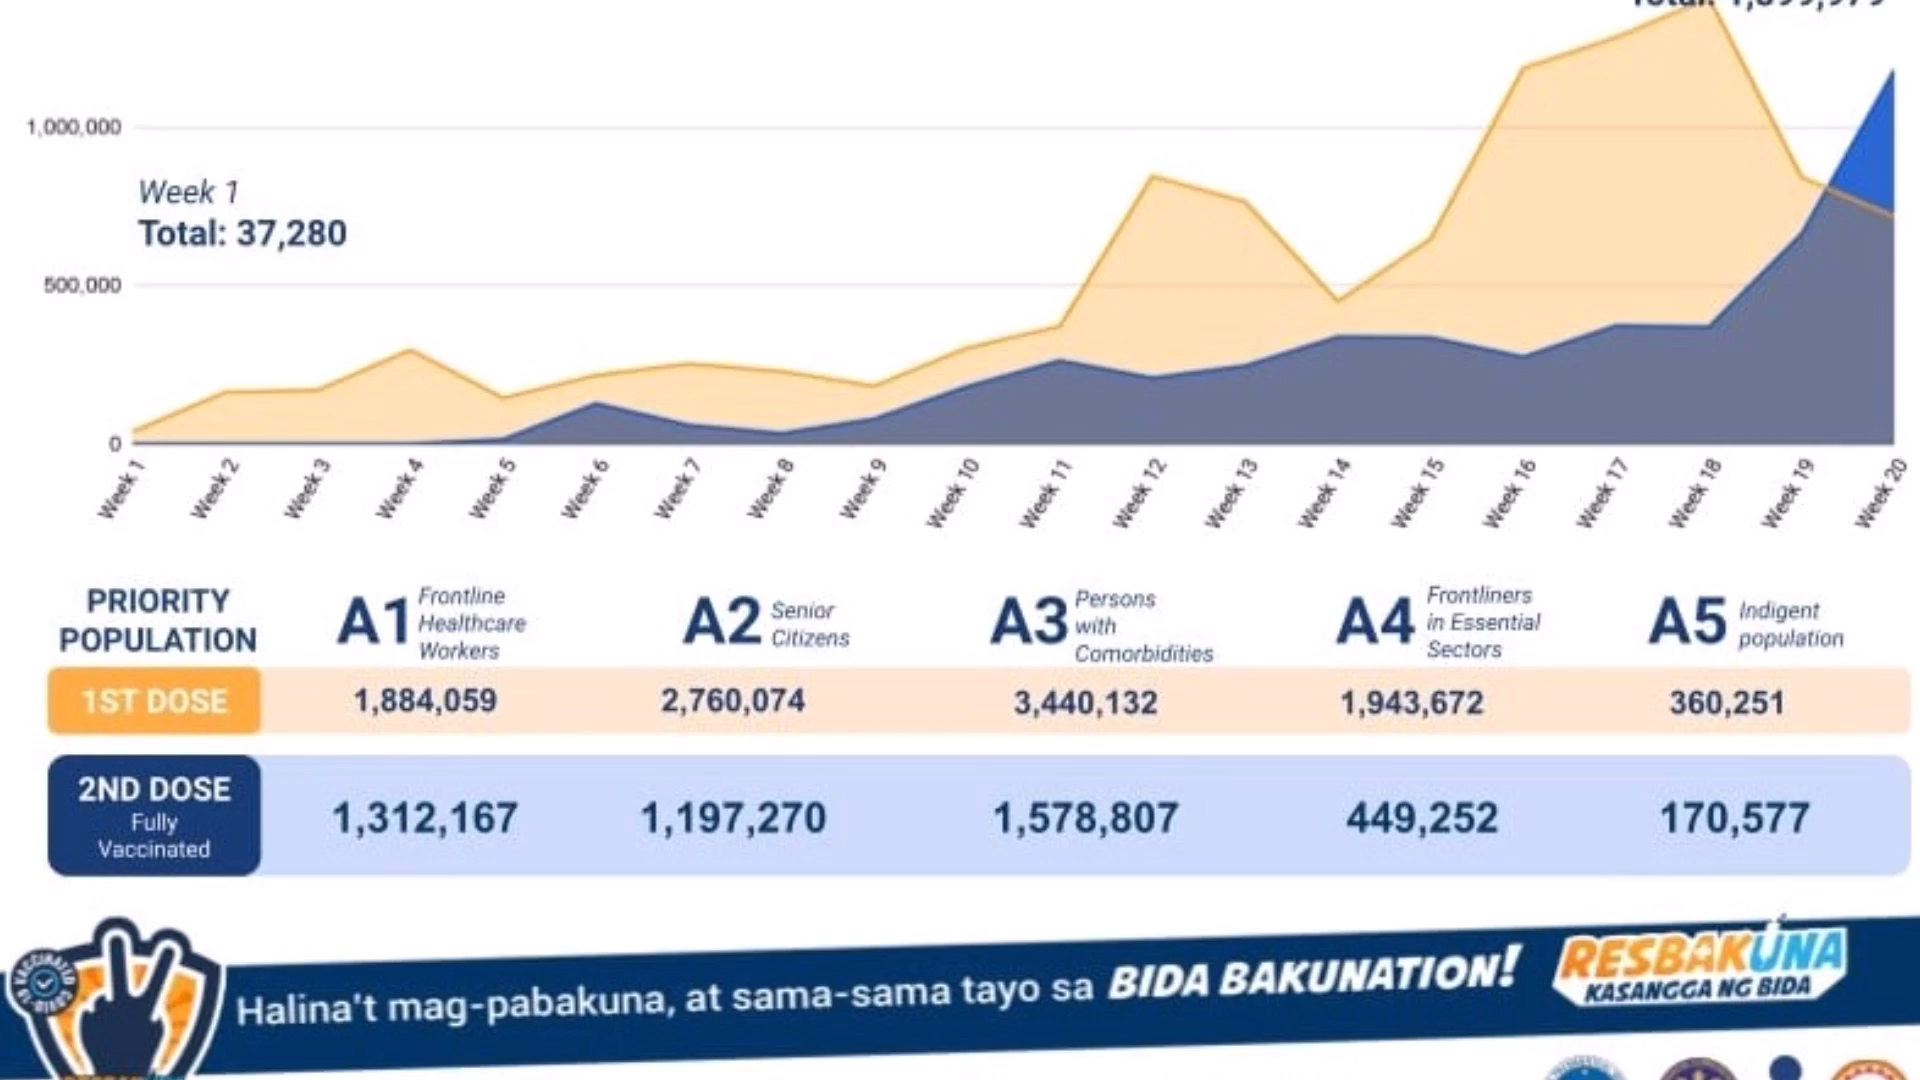 1,000,000
Week 1
Total: 37,280
500,000
0
Week 1
Week 2
Week 3
Week 4
Week 5
Week 6
Week 7
Week 8
Week 9
Week 10
Week 11
Week 12
Week 13
Week 14
Week 15
Week 16
Week 17
Week 18
Week 19
Week 20
PRIORITY
POPULATION
A1 Frontline
Healthcare
Workers
A2 Senior
Citizens
A3 Persons
with
Comorbidities
A4 Frontliners
in Essential
Sectors
A5 Indigent
population
1ST DOSE 1,884,059 2,760,074 3,440,132 1,943,672 360,251
2ND DOSE
Fully
Vaccinated
1,312,167 1,197,270 1,578,807 449,252 170,577
Halina't mag-pabakuna, at sama-sama tayo sa BIDA BAKUNATION!
RESBAKUNA
KASANGGA NG BIDA